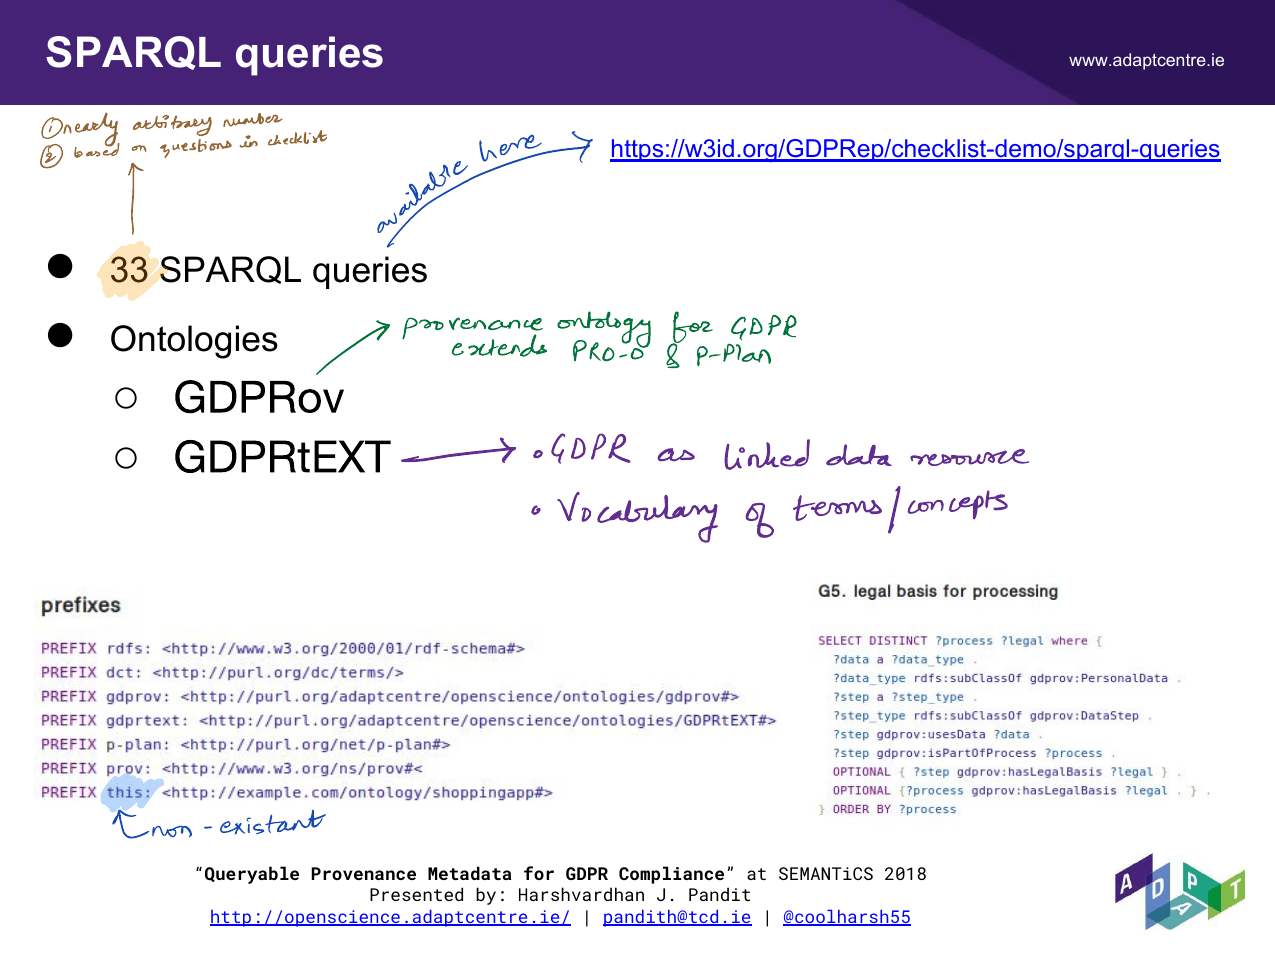 SPARQL queries
www.adaptcentre.ie
① nearly arbitrary number
② based on questions in checklist
available here
https://w3id.org/GDPRep/checklist-demo/sparql-queries
● 33 SPARQL queries
● Ontologies
provenance ontology for GDPR
extends PRO-O & P-Plan
○ GDPRov
○ GDPRtEXT
• GDPR as linked data resource
• Vocabulary of terms/concepts
prefixes
PREFIX rdfs: <http://www.w3.org/2000/01/rdf-schema#>
PREFIX dct: <http://purl.org/dc/terms/>
PREFIX gdprov: <http://purl.org/adaptcentre/openscience/ontologies/gdprov#>
PREFIX gdprtext: <http://purl.org/adaptcentre/openscience/ontologies/GDPRtEXT#>
PREFIX p-plan: <http://purl.org/net/p-plan#>
PREFIX prov: <http://www.w3.org/ns/prov#<
PREFIX this: <http://example.com/ontology/shoppingapp#>
non-existant
G5. legal basis for processing
SELECT DISTINCT ?process ?legal where {
?data a ?data_type .
?data_type rdfs:subClassOf gdprov:PersonalData .
?step a ?step_type .
?step_type rdfs:subClassOf gdprov:DataStep .
?step gdprov:usesData ?data .
?step gdprov:isPartOfProcess ?process .
OPTIONAL { ?step gdprov:hasLegalBasis ?legal } .
OPTIONAL {?process gdprov:hasLegalBasis ?legal . } .
} ORDER BY ?process
“Queryable Provenance Metadata for GDPR Compliance” at SEMANTiCS 2018
Presented by: Harshvardhan J. Pandit
http://openscience.adaptcentre.ie/ | pandith@tcd.ie | @coolharsh55
ADAPT